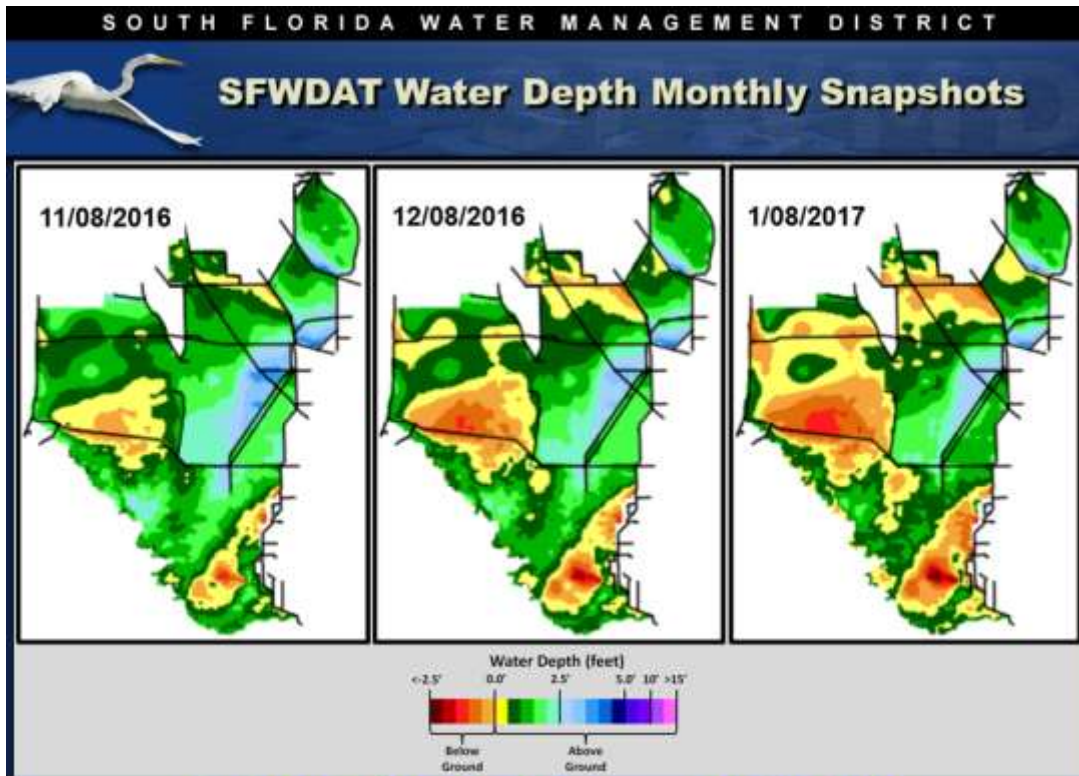 SOUTH FLORIDA WATER MANAGEMENT DISTRICT
SFWDAT Water Depth Monthly Snapshots
11/08/2016
12/08/2016
1/08/2017
Water Depth (feet)
<-2.5' 0.0' 2.5' 5.0' 10' >15'
Below Above
Ground Ground